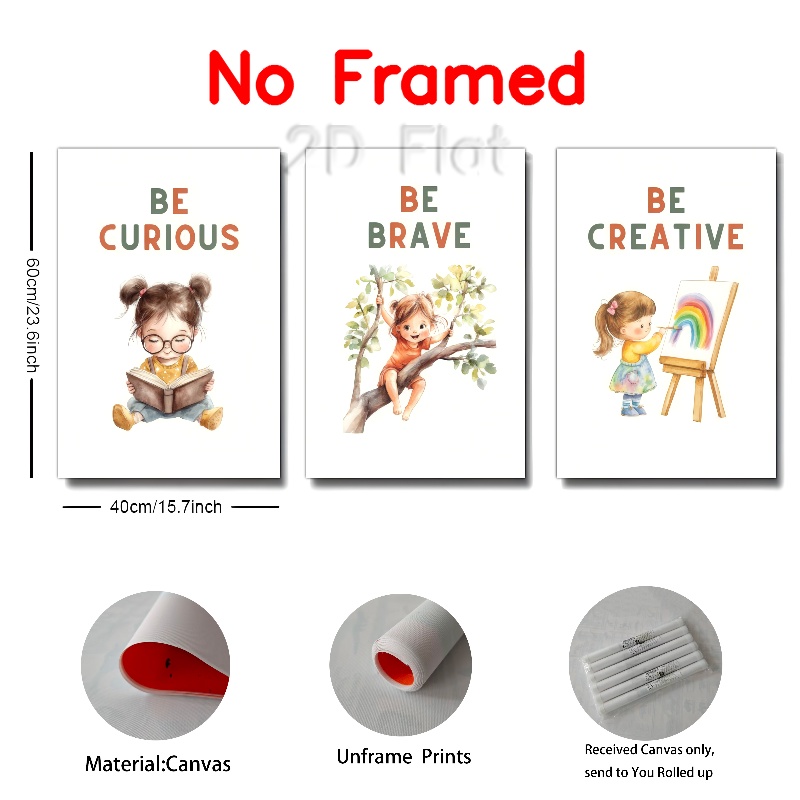 No Framed
2D Flat
BE
CURIOUS
BE
BRAVE
BE
CREATIVE
60cm/23.6inch
40cm/15.7inch
Material:Canvas
Unframe Prints
Received Canvas only,
send to You Rolled up